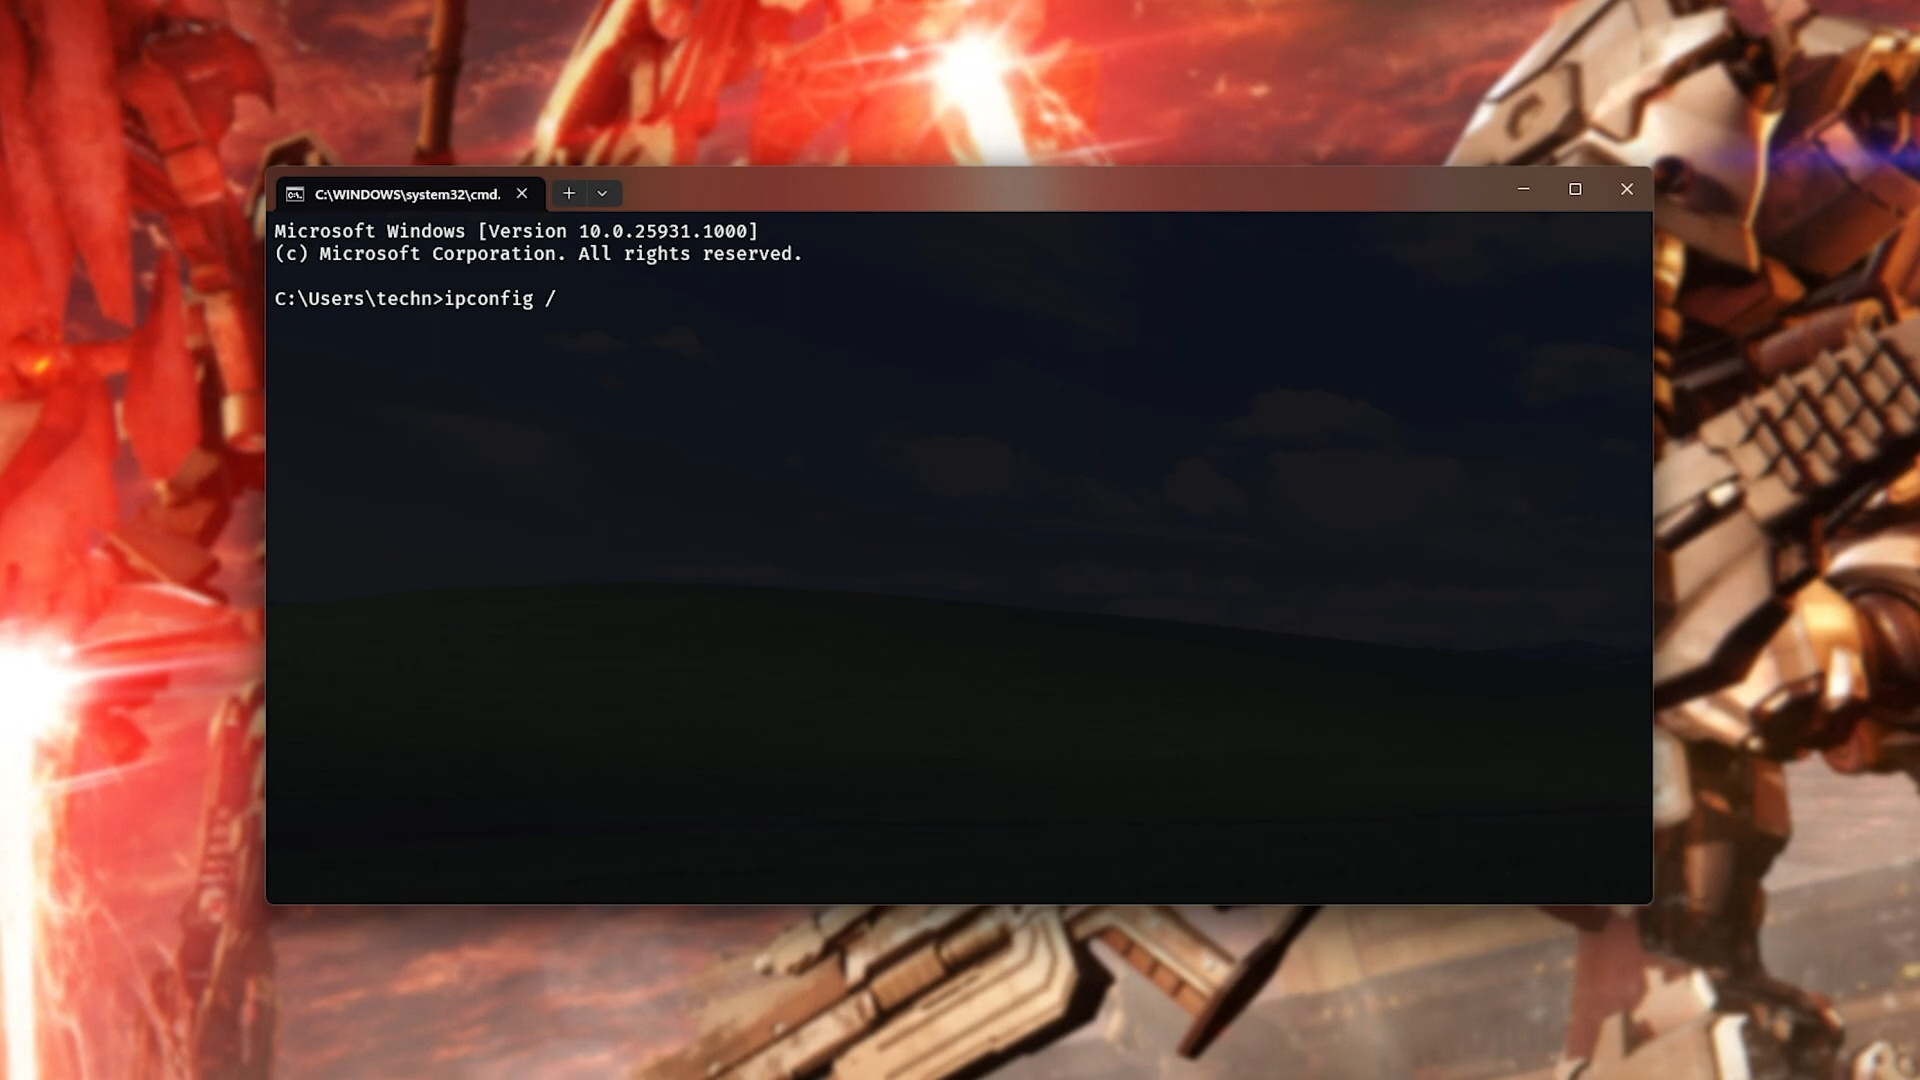 C:\WINDOWS\system32\cmd.
Microsoft Windows [Version 10.0.25931.1000]
(c) Microsoft Corporation. All rights reserved.
C:\Users\techn>ipconfig /